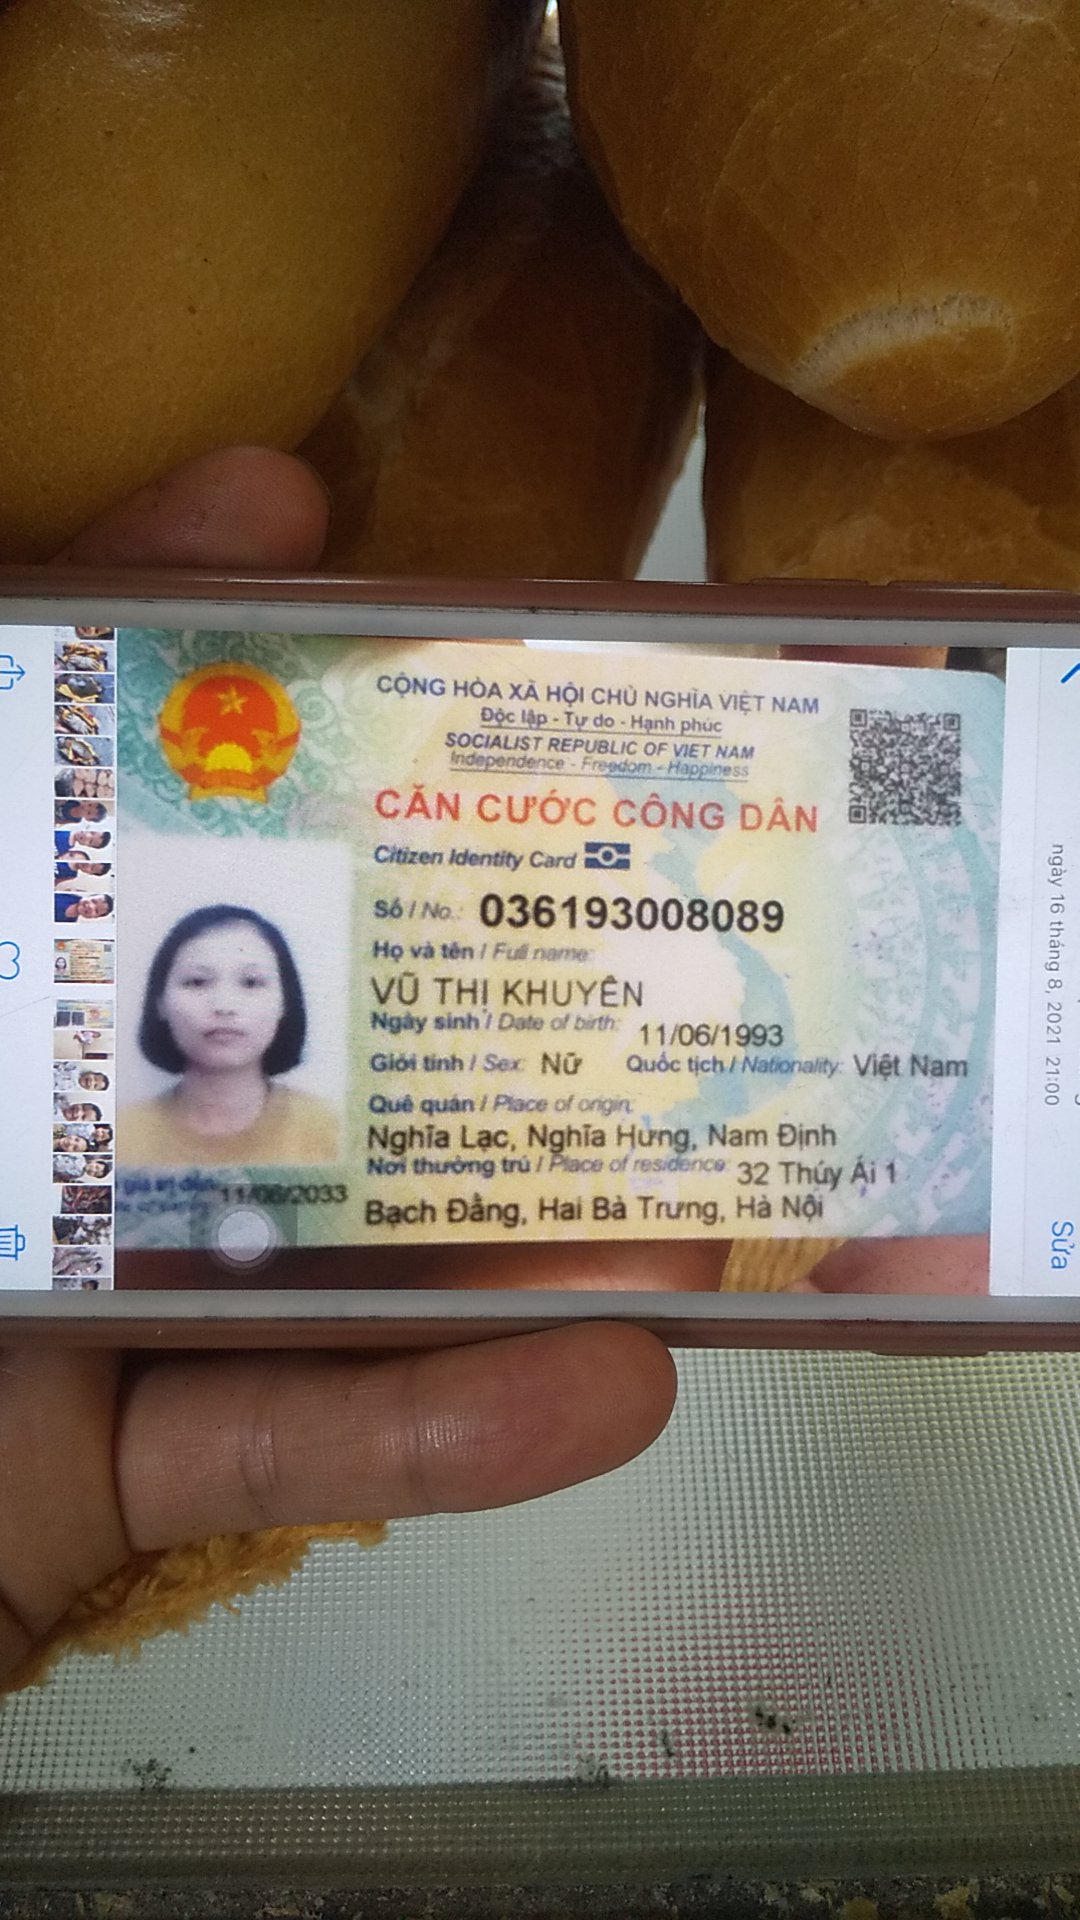 CỘNG HÒA XÃ HỘI CHỦ NGHĨA VIỆT NAM
Độc lập - Tự do - Hạnh phúc
SOCIALIST REPUBLIC OF VIET NAM
Independence - Freedom - Happiness
CĂN CƯỚC CÔNG DÂN
Citizen Identity Card
Số / No.: 036193008089
Họ và tên / Full name:
VŨ THỊ KHUYÊN
Ngày sinh / Date of birth: 11/06/1993
Giới tính / Sex: Nữ Quốc tịch / Nationality: Việt Nam
Quê quán / Place of origin:
Nghĩa Lạc, Nghĩa Hưng, Nam Định
Nơi thường trú / Place of residence: 32 Thúy Ái 1
Bạch Đằng, Hai Bà Trưng, Hà Nội
giá trị đến: 11/06/2033
ngày 16 tháng 8, 2021 21:00
Sửa